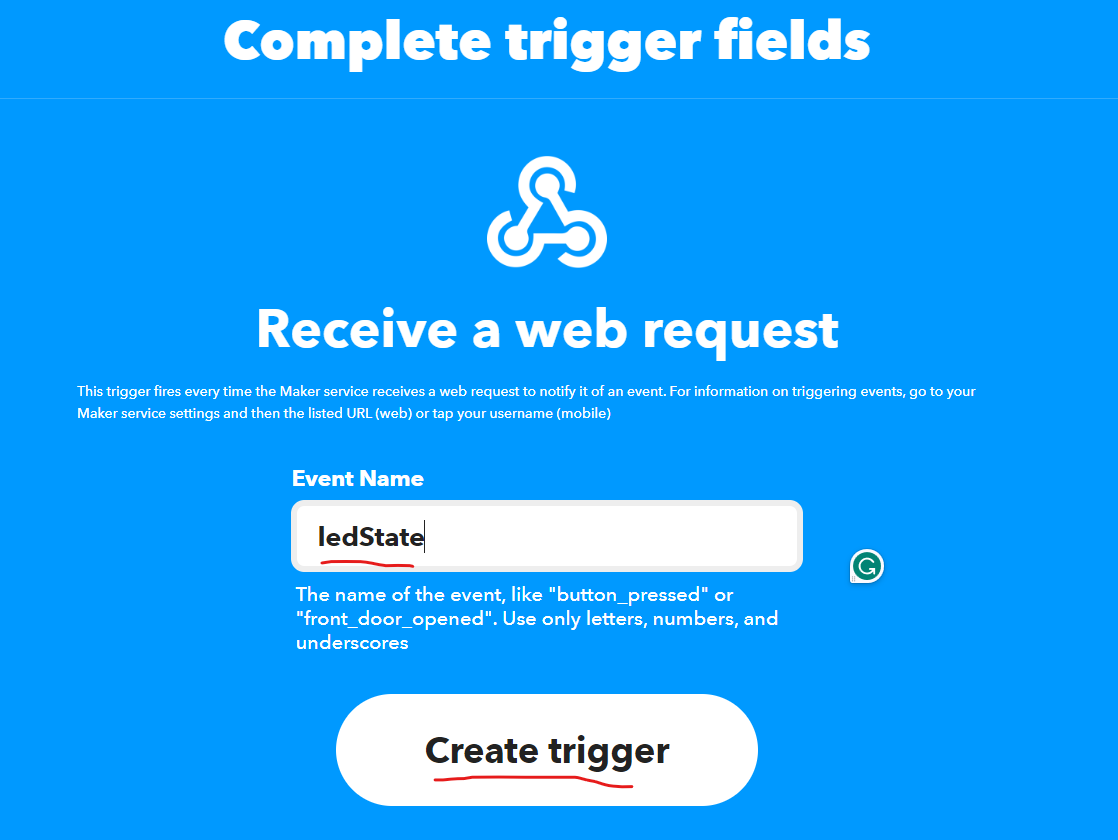 Complete trigger fields
Receive a web request
This trigger fires every time the Maker service receives a web request to notify it of an event. For information on triggering events, go to your
Maker service settings and then the listed URL (web) or tap your username (mobile)
Event Name
ledState
The name of the event, like "button_pressed" or
"front_door_opened". Use only letters, numbers, and
underscores
Create trigger